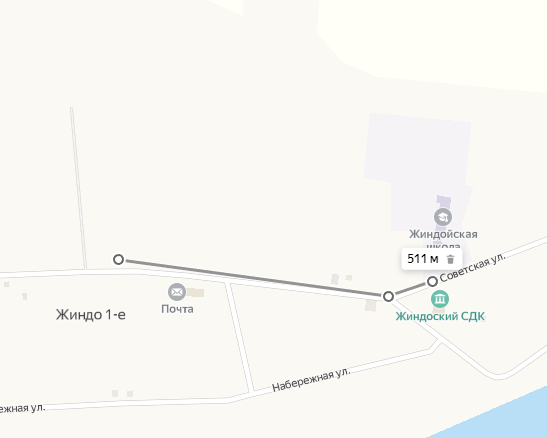 Жиндойская
школа
511 м
Советская ул.
Жиндоский СДК
Почта
Жиндо 1-е
Набережная ул.
ежная ул.